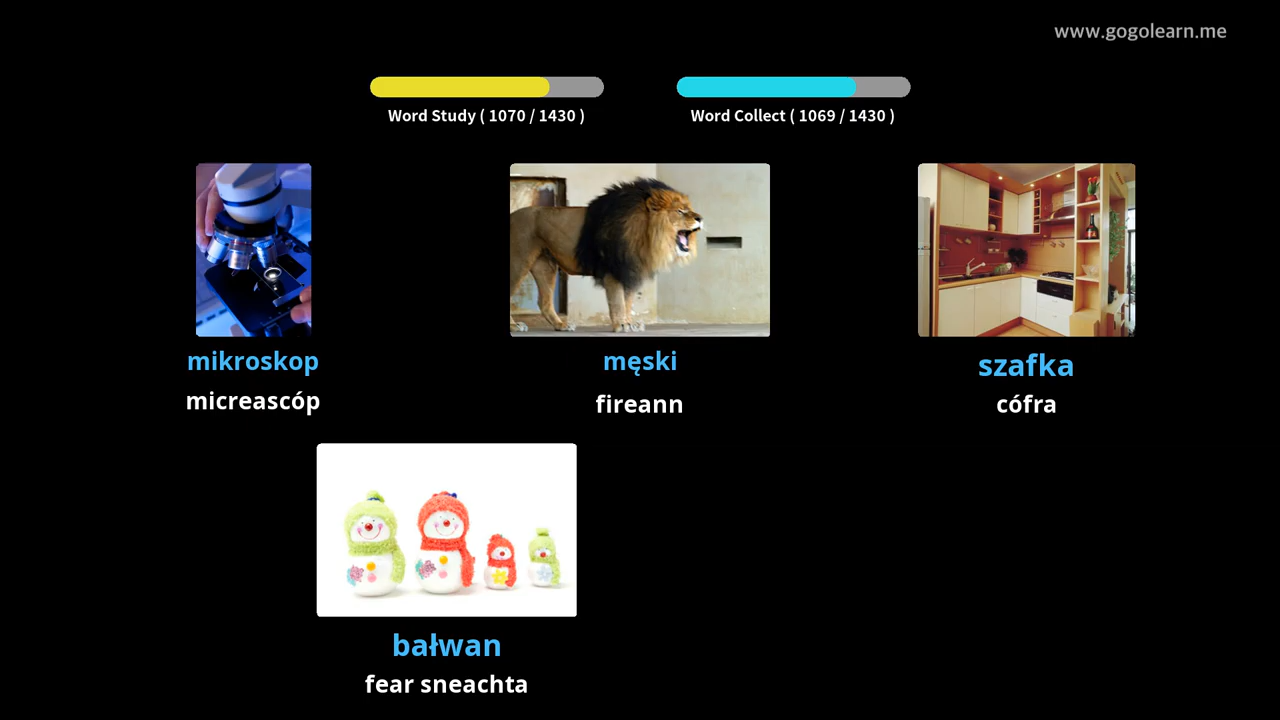 www.gogolearn.me
Word Study ( 1070 / 1430 )
Word Collect ( 1069 / 1430 )
mikroskop
micreascóp
męski
fireann
szafka
cófra
bałwan
fear sneachta